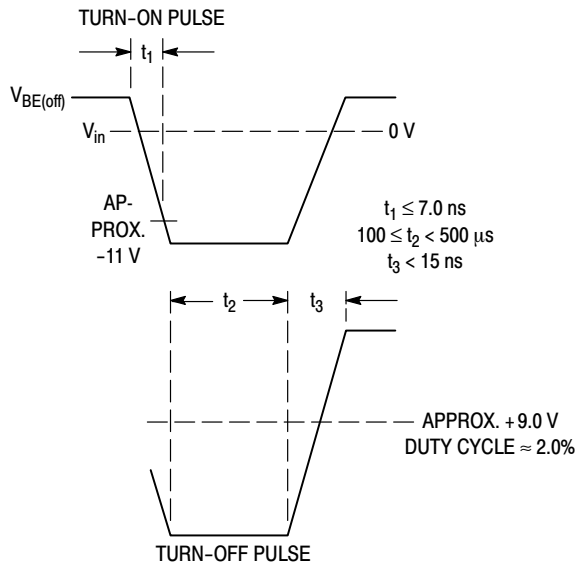 TURN–ON PULSE
t1
VBE(off)
Vin
0 V
AP-
PROX.
–11 V
t1 ≤ 7.0 ns
100 ≤ t2 < 500 μs
t3 < 15 ns
t2
t3
APPROX. +9.0 V
DUTY CYCLE ≈ 2.0%
TURN–OFF PULSE